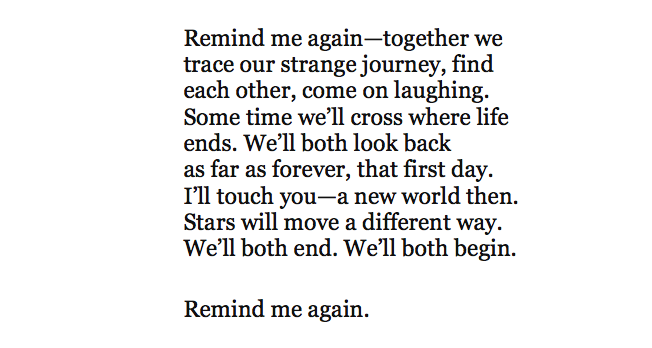 Remind me again—together we
trace our strange journey, find
each other, come on laughing.
Some time we’ll cross where life
ends. We’ll both look back
as far as forever, that first day.
I’ll touch you—a new world then.
Stars will move a different way.
We’ll both end. We’ll both begin.
Remind me again.